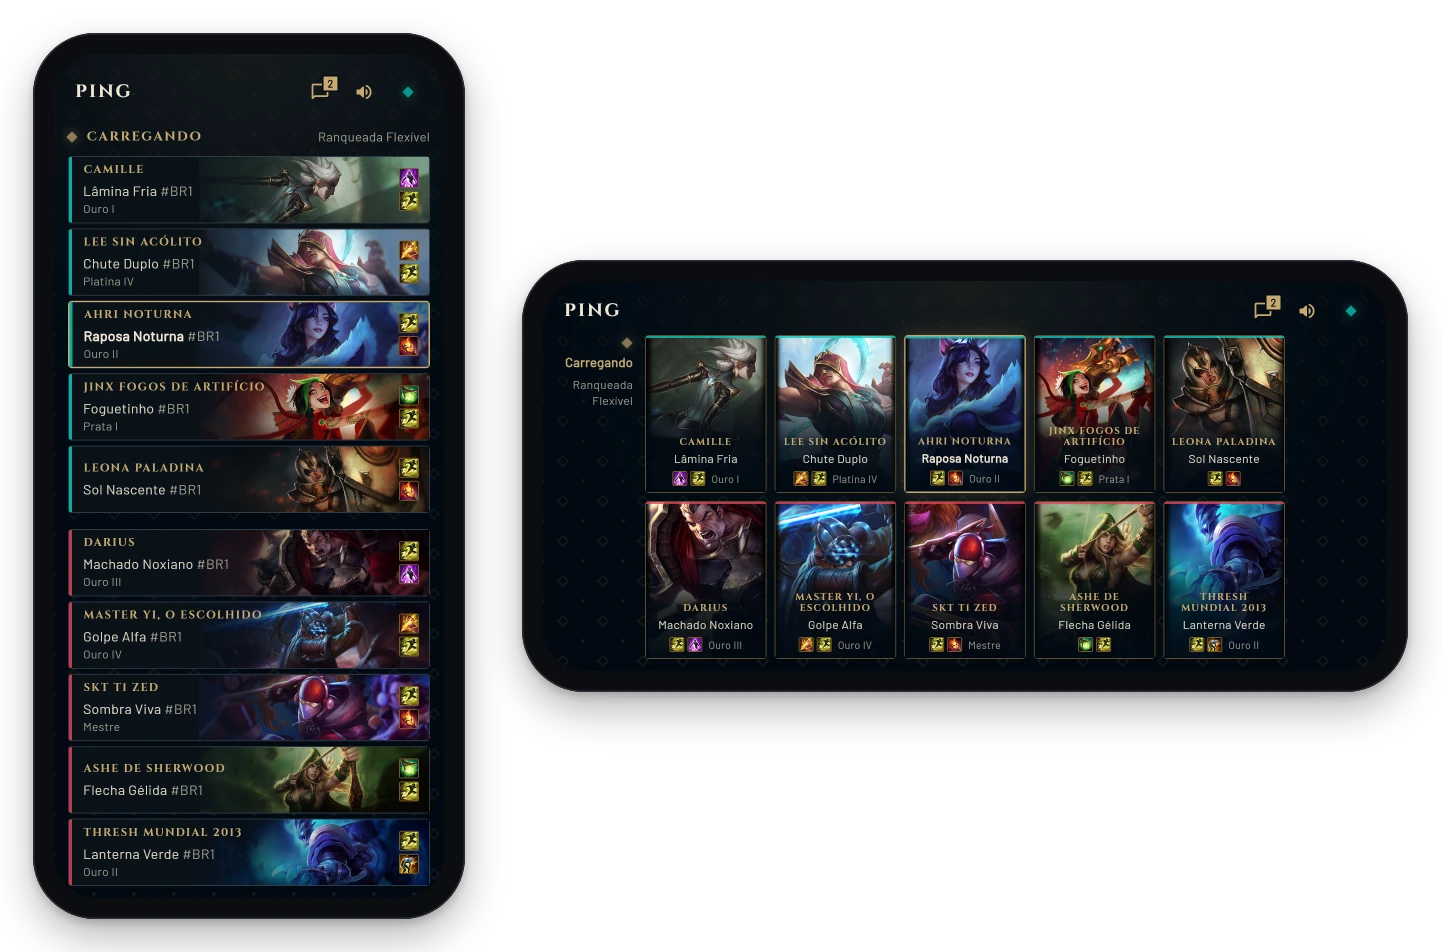 PING
2
CARREGANDO
Ranqueada Flexível
CAMILLE
Lâmina Fria #BR1
Ouro I
LEE SIN ACÓLITO
Chute Duplo #BR1
Platina IV
AHRI NOTURNA
Raposa Noturna #BR1
Ouro II
JINX FOGOS DE ARTIFÍCIO
Foguetinho #BR1
Prata I
LEONA PALADINA
Sol Nascente #BR1
DARIUS
Machado Noxiano #BR1
Ouro III
MASTER YI, O ESCOLHIDO
Golpe Alfa #BR1
Ouro IV
SKT T1 ZED
Sombra Viva #BR1
Mestre
ASHE DE SHERWOOD
Flecha Gélida #BR1
THRESH MUNDIAL 2013
Lanterna Verde #BR1
Ouro II
PING
2
Carregando
Ranqueada
Flexível
CAMILLE
Lâmina Fria
Ouro I
LEE SIN ACÓLITO
Chute Duplo
Platina IV
AHRI NOTURNA
Raposa Noturna
Ouro II
JINX FOGOS DE
ARTIFÍCIO
Foguetinho
Prata I
LEONA PALADINA
Sol Nascente
DARIUS
Machado Noxiano
Ouro III
MASTER YI, O
ESCOLHIDO
Golpe Alfa
Ouro IV
SKT T1 ZED
Sombra Viva
Mestre
ASHE DE
SHERWOOD
Flecha Gélida
THRESH
MUNDIAL 2013
Lanterna Verde
Ouro II